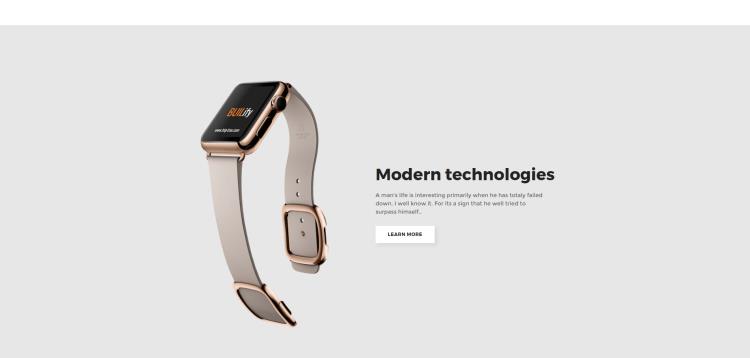 BUILify
Modern technologies
A man's life is interesting primarily when he has totaly failed
down. I well know it. For its a sign that he well tried to
surpass himself..
LEARN MORE